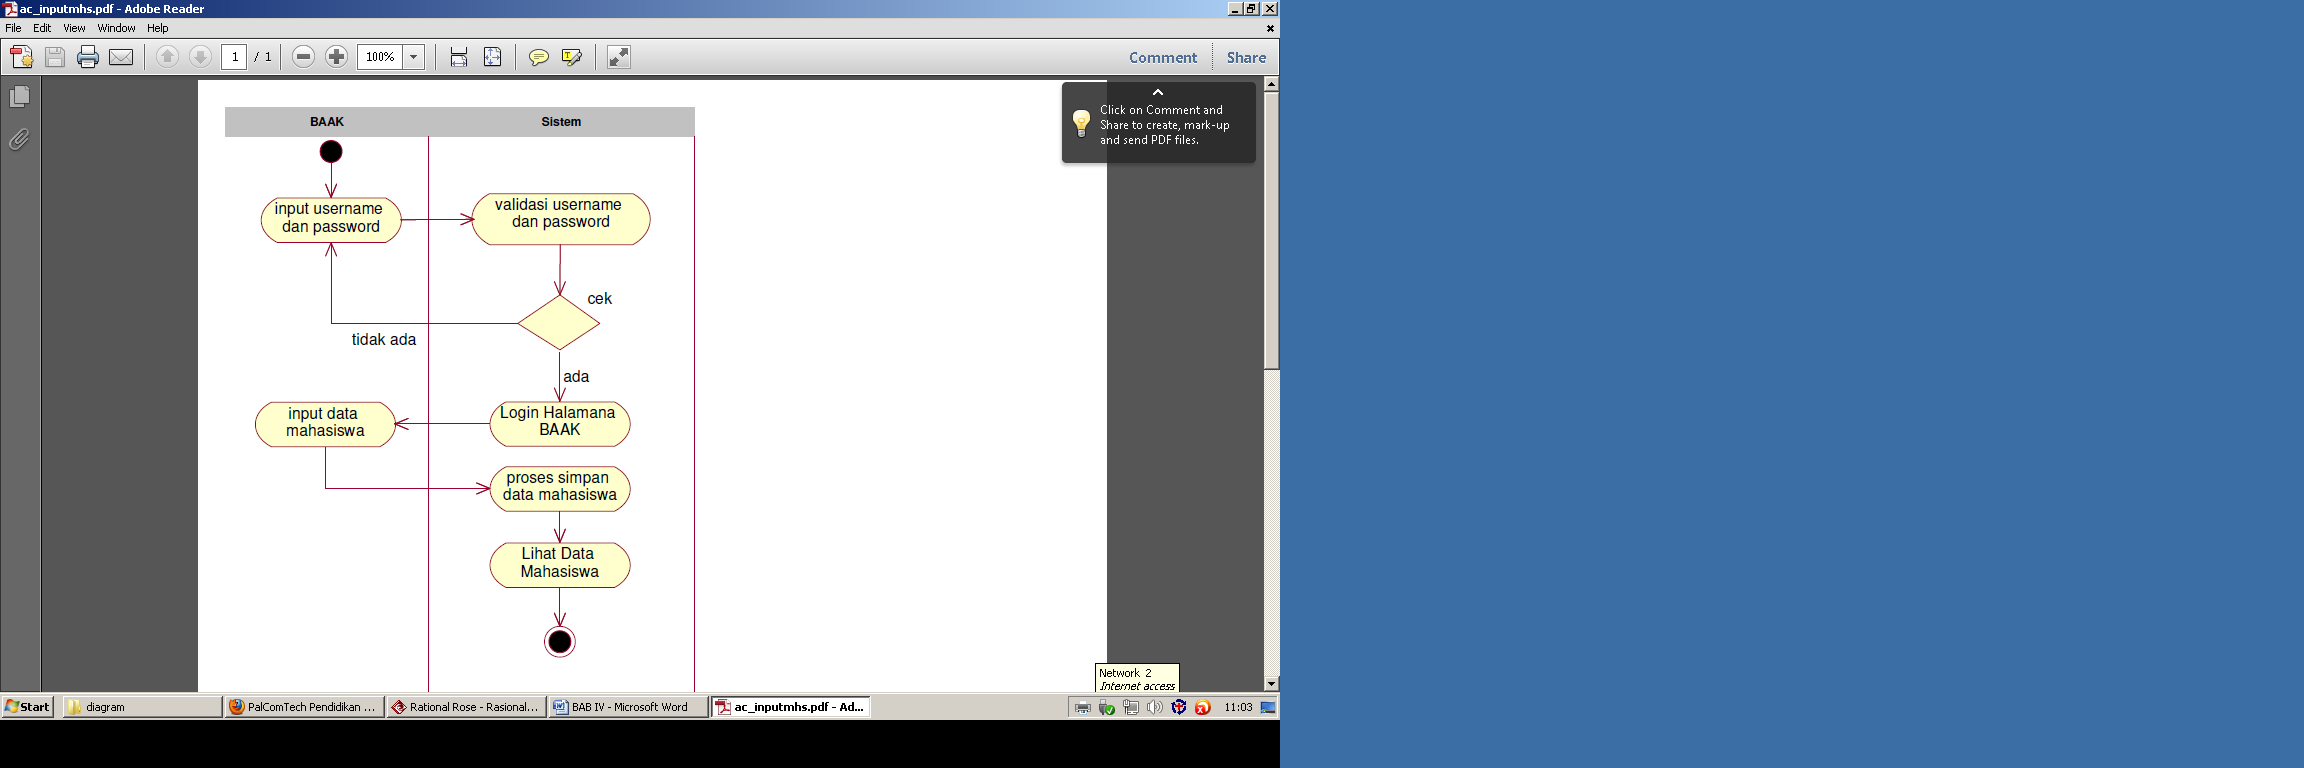 ac_inputmhs.pdf - Adobe Reader
File Edit View Window Help
1 / 1 100% Comment Share
Click on Comment and
Share to create, mark-up
and send PDF files.
BAAK Sistem
input username
dan password
validasi username
dan password
cek
tidak ada
ada
Login Halamana
BAAK
input data
mahasiswa
proses simpan
data mahasiswa
Lihat Data
Mahasiswa
Network 2
Internet access
Start diagram PalComTech Pendidikan ... Rational Rose - Rasional... BAB IV - Microsoft Word ac_inputmhs.pdf - Ad... 11:03